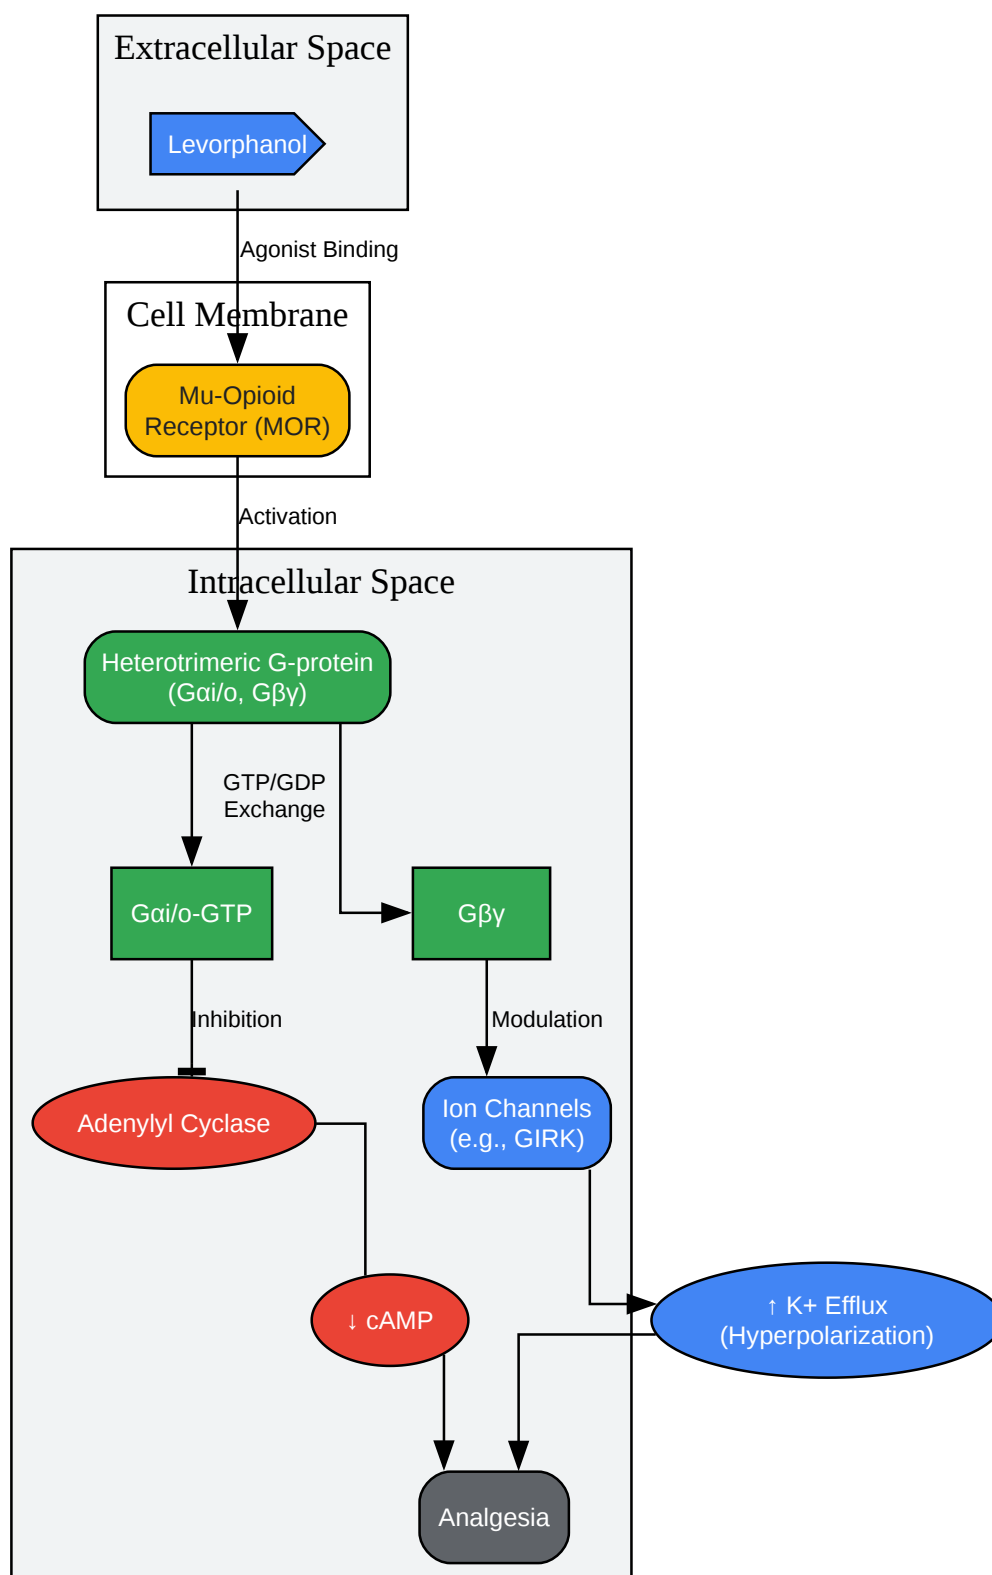 Extracellular Space
Levorphanol
Agonist Binding
Cell Membrane
Mu-Opioid
Receptor (MOR)
Activation
Intracellular Space
Heterotrimeric G-protein
(Gαi/o, Gβγ)
GTP/GDP
Exchange
Gαi/o-GTP
Gβγ
Inhibition
Modulation
Adenylyl Cyclase
Ion Channels
(e.g., GIRK)
↓ cAMP
↑ K+ Efflux
(Hyperpolarization)
Analgesia